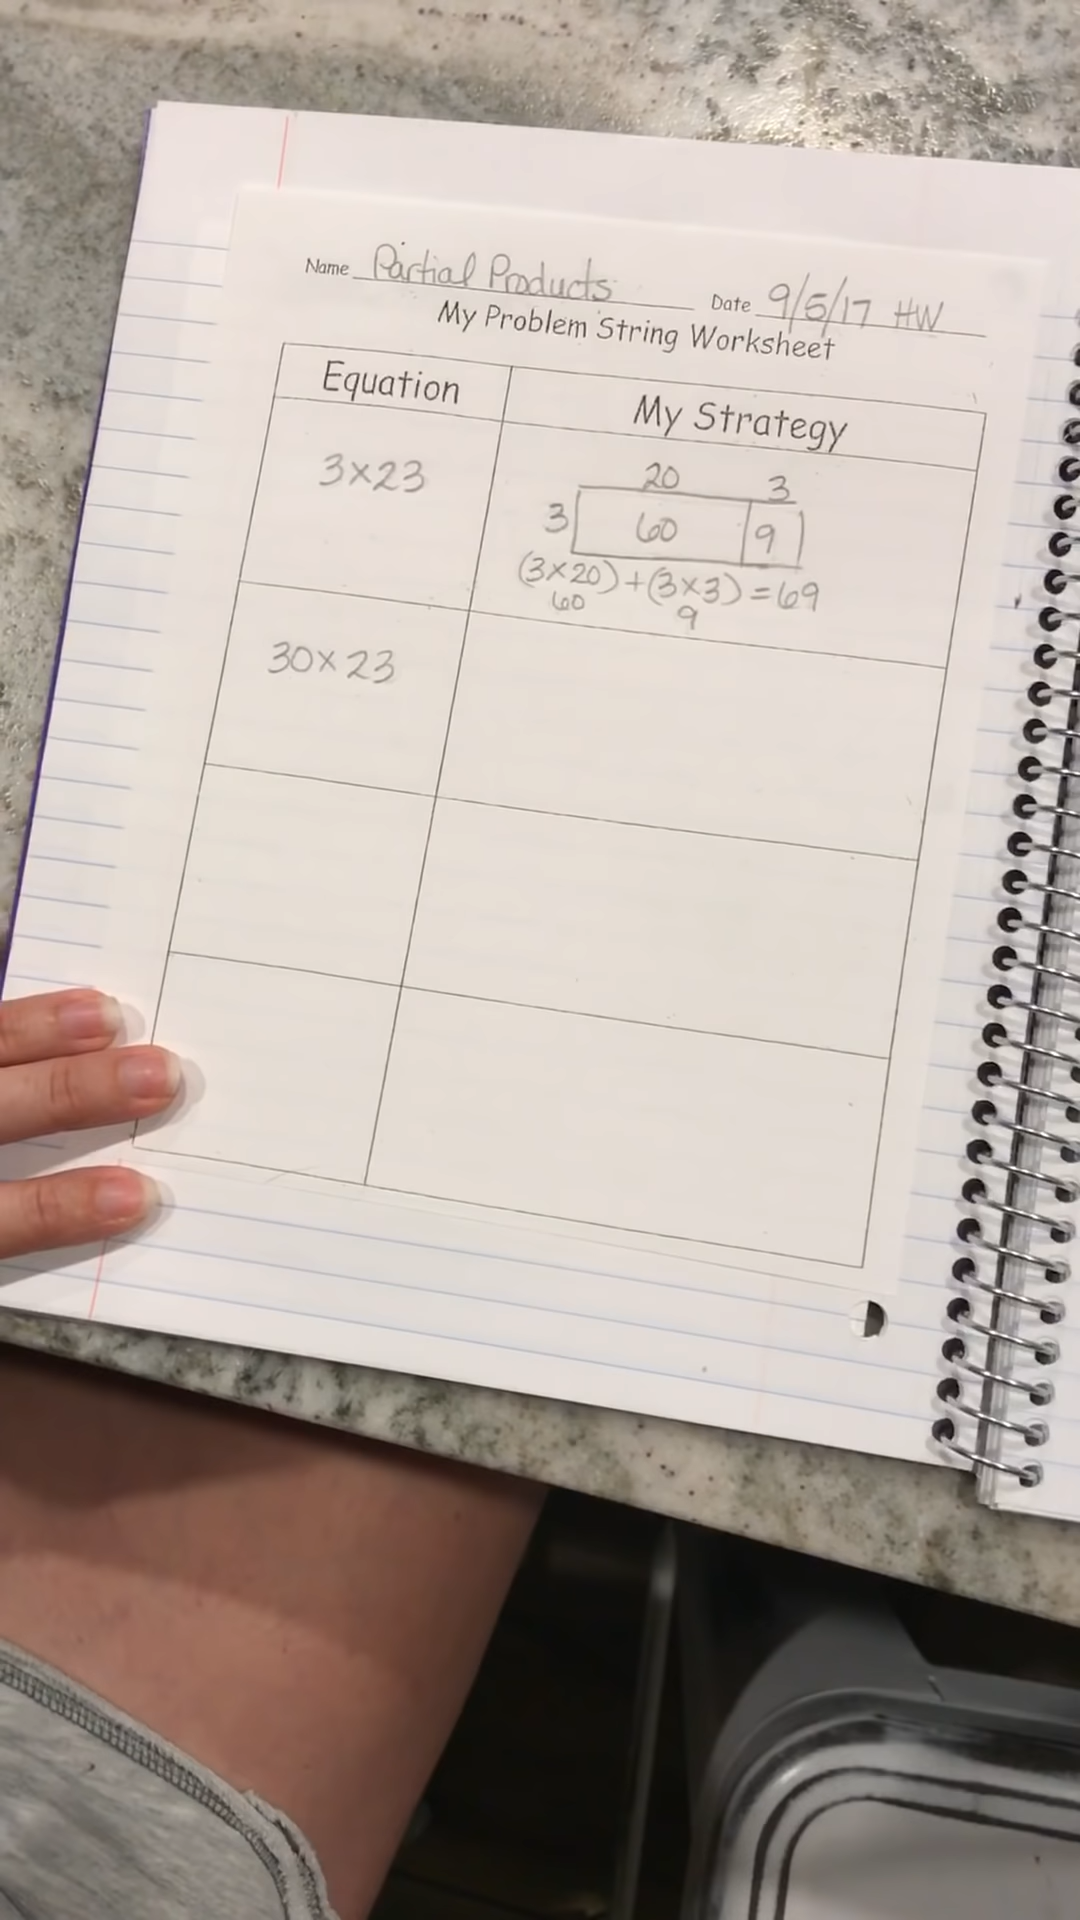 Name Partial Products Date 9/5/17 HW
My Problem String Worksheet
Equation My Strategy
3×23
20 3
3 60 9
(3×20)+(3×3)=69
60 9
30×23